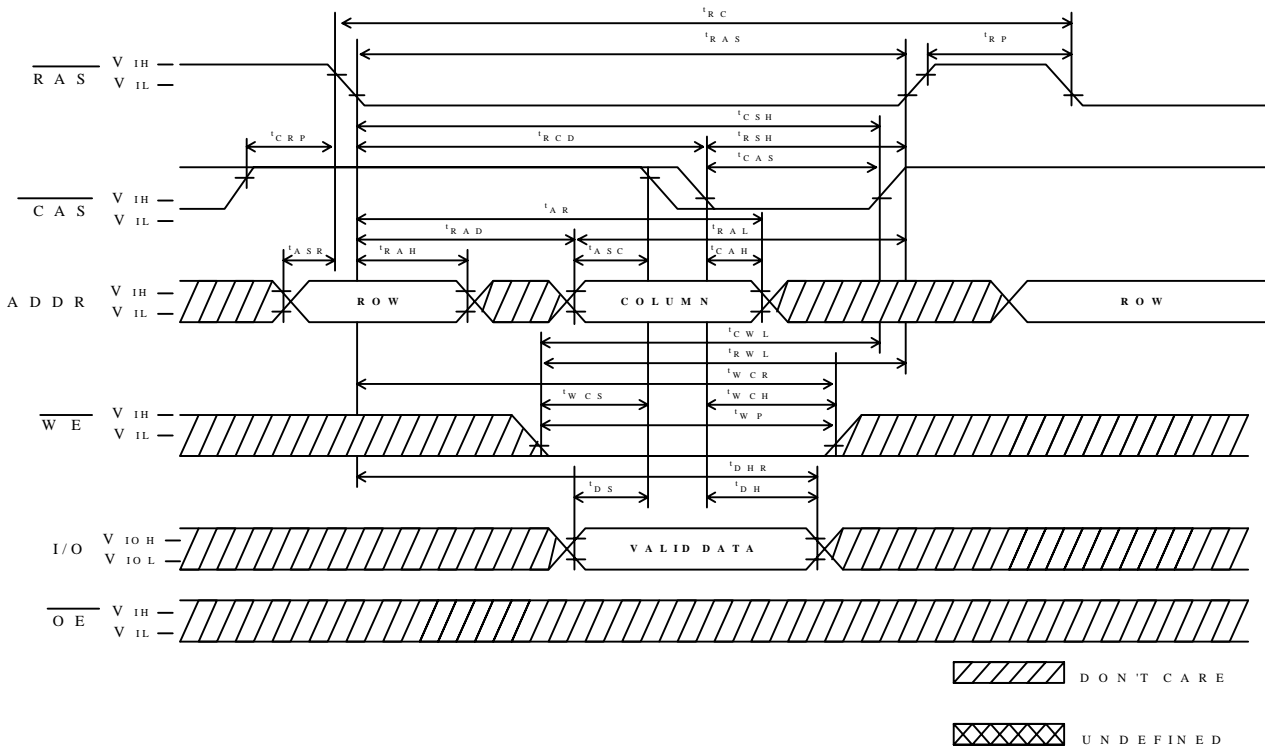 tRC
tRAS
tRP
RAS VIH
VIL
tCSH
tCRP
tRCD
tRSH
tCAS
CAS VIH
VIL
tAR
tRAD
tRAL
tASR
tRAH
tASC
tCAH
ADDR VIH
VIL
ROW
COLUMN
ROW
tCWL
tRWL
tWCR
tWCS
tWCH
tWP
WE VIH
VIL
tDHR
tDS
tDH
I/O VIOH
VIOL
VALID DATA
OE VIH
VIL
DON'T CARE
UNDEFINED